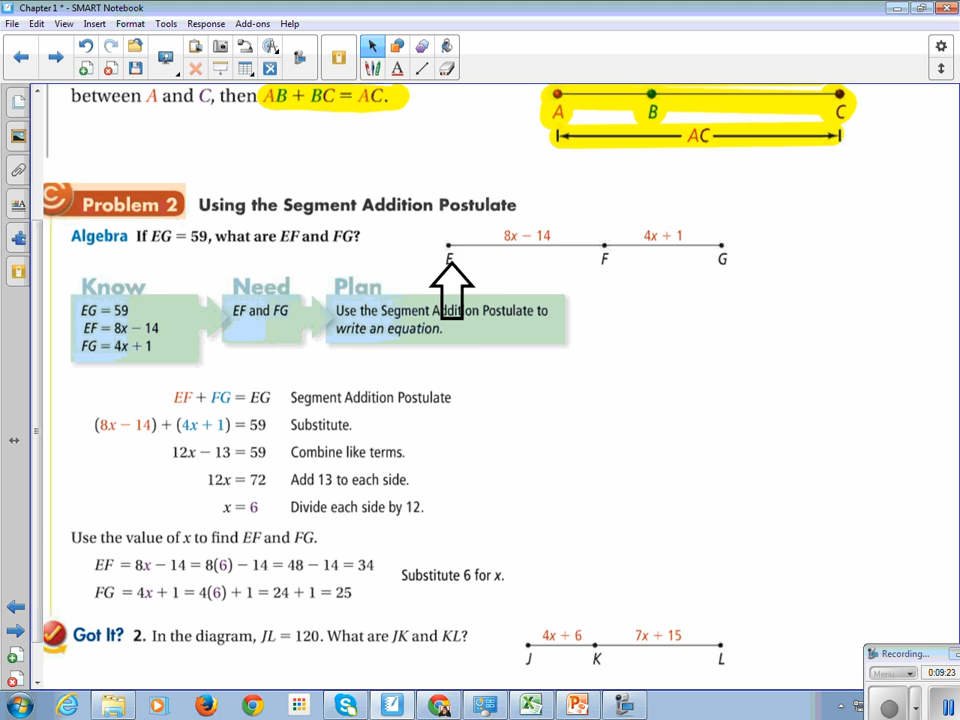 Chapter1 * - SMART Notebook
File Edit View Insert Format Tools Response Add-ons Help
between A and C, then AB + BC = AC.
A B C
AC
Problem 2 Using the Segment Addition Postulate
Algebra If EG = 59, what are EF and FG?
8x − 14 4x + 1
E F G
Know Need Plan
EG = 59
EF = 8x − 14
FG = 4x + 1
EF and FG
Use the Segment Addition Postulate to
write an equation.
EF + FG = EG Segment Addition Postulate
(8x − 14) + (4x + 1) = 59 Substitute.
12x − 13 = 59 Combine like terms.
12x = 72 Add 13 to each side.
x = 6 Divide each side by 12.
Use the value of x to find EF and FG.
EF = 8x − 14 = 8(6) − 14 = 48 − 14 = 34
Substitute 6 for x.
FG = 4x + 1 = 4(6) + 1 = 24 + 1 = 25
Got It? 2. In the diagram, JL = 120. What are JK and KL?
4x + 6 7x + 15
J K L
Recording...
Menu
0:09:23